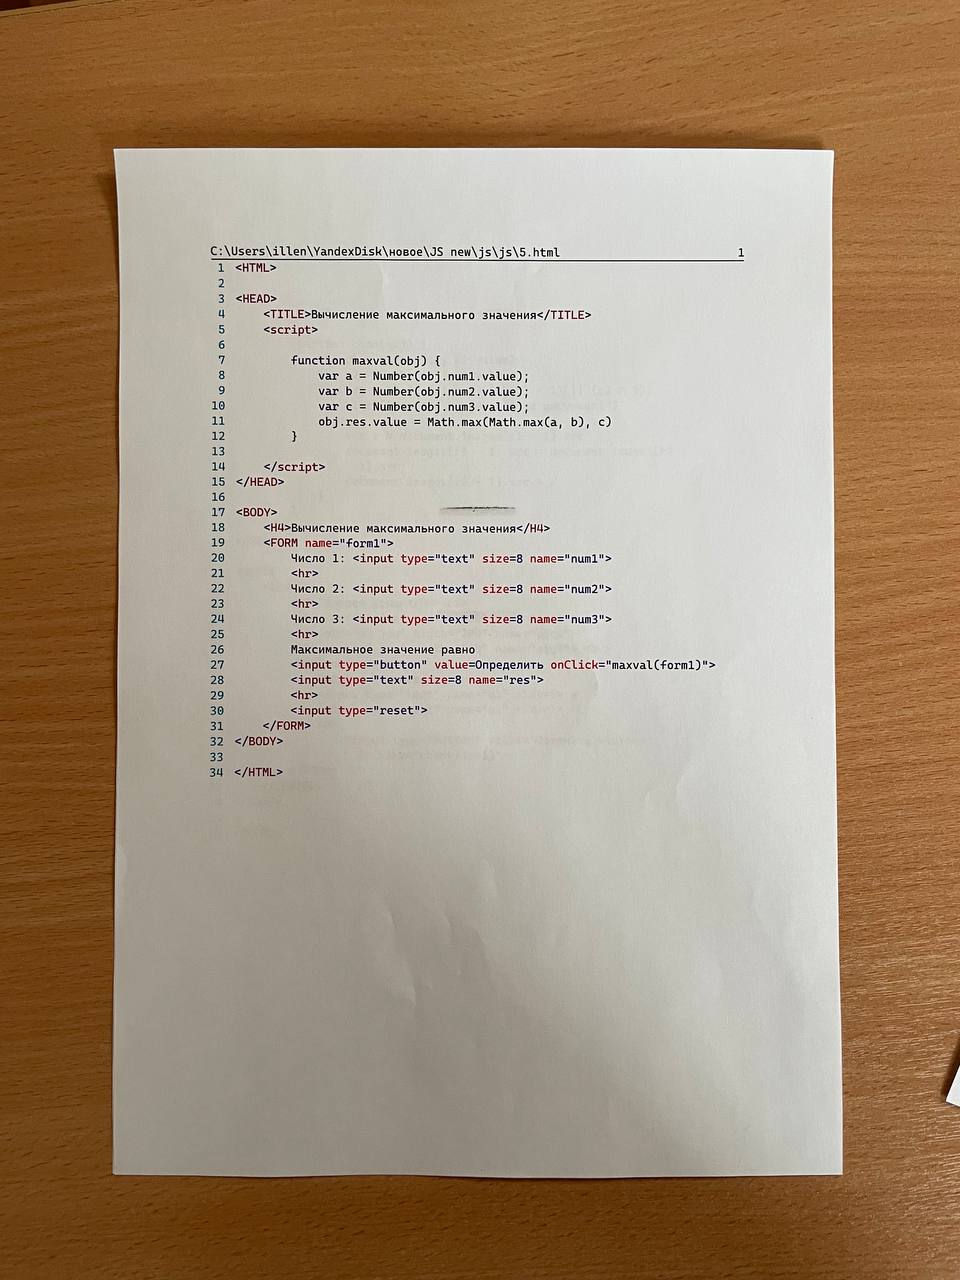 C:\Users\illen\YandexDisk\новое\JS new\js\js\5.html 1
1 <HTML>
2
3 <HEAD>
4     <TITLE>Вычисление максимального значения</TITLE>
5     <script>
6
7         function maxval(obj) {
8             var a = Number(obj.num1.value);
9             var b = Number(obj.num2.value);
10             var c = Number(obj.num3.value);
11             obj.res.value = Math.max(Math.max(a, b), c)
12         }
13
14     </script>
15 </HEAD>
16
17 <BODY>
18     <H4>Вычисление максимального значения</H4>
19     <FORM name="form1">
20         Число 1: <input type="text" size=8 name="num1">
21         <hr>
22         Число 2: <input type="text" size=8 name="num2">
23         <hr>
24         Число 3: <input type="text" size=8 name="num3">
25         <hr>
26         Максимальное значение равно
27         <input type="button" value=Определить onClick="maxval(form1)">
28         <input type="text" size=8 name="res">
29         <hr>
30         <input type="reset">
31     </FORM>
32 </BODY>
33
34 </HTML>